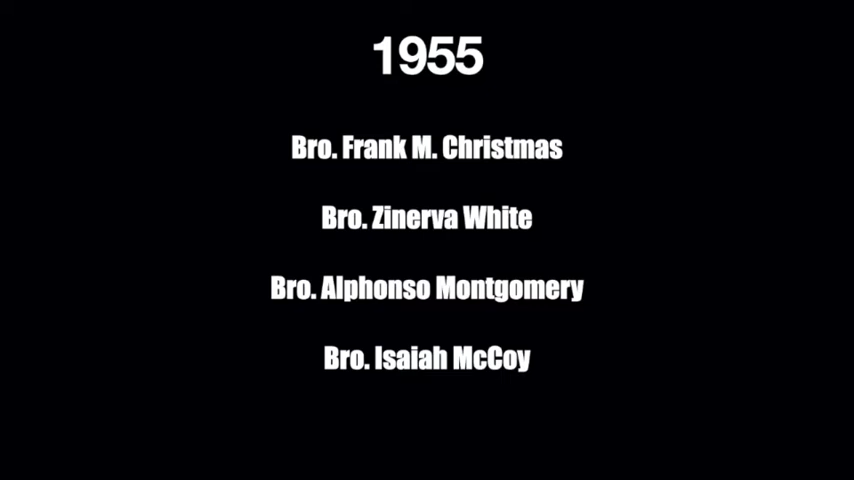 1955
Bro. Frank M. Christmas
Bro. Zinerva White
Bro. Alphonso Montgomery
Bro. Isaiah McCoy